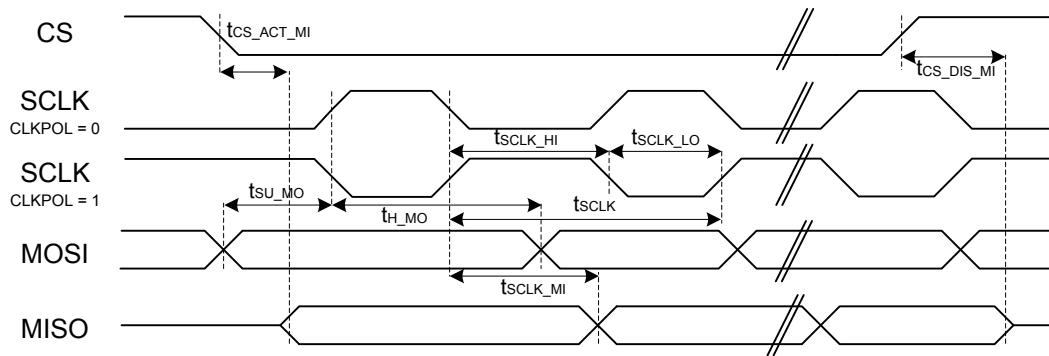 CS
tCS_ACT_MI
tCS_DIS_MI
SCLK
CLKPOL = 0
tSCLK_HI
tSCLK_LO
SCLK
CLKPOL = 1
tSU_MO
tH_MO
tSCLK
MOSI
tSCLK_MI
MISO